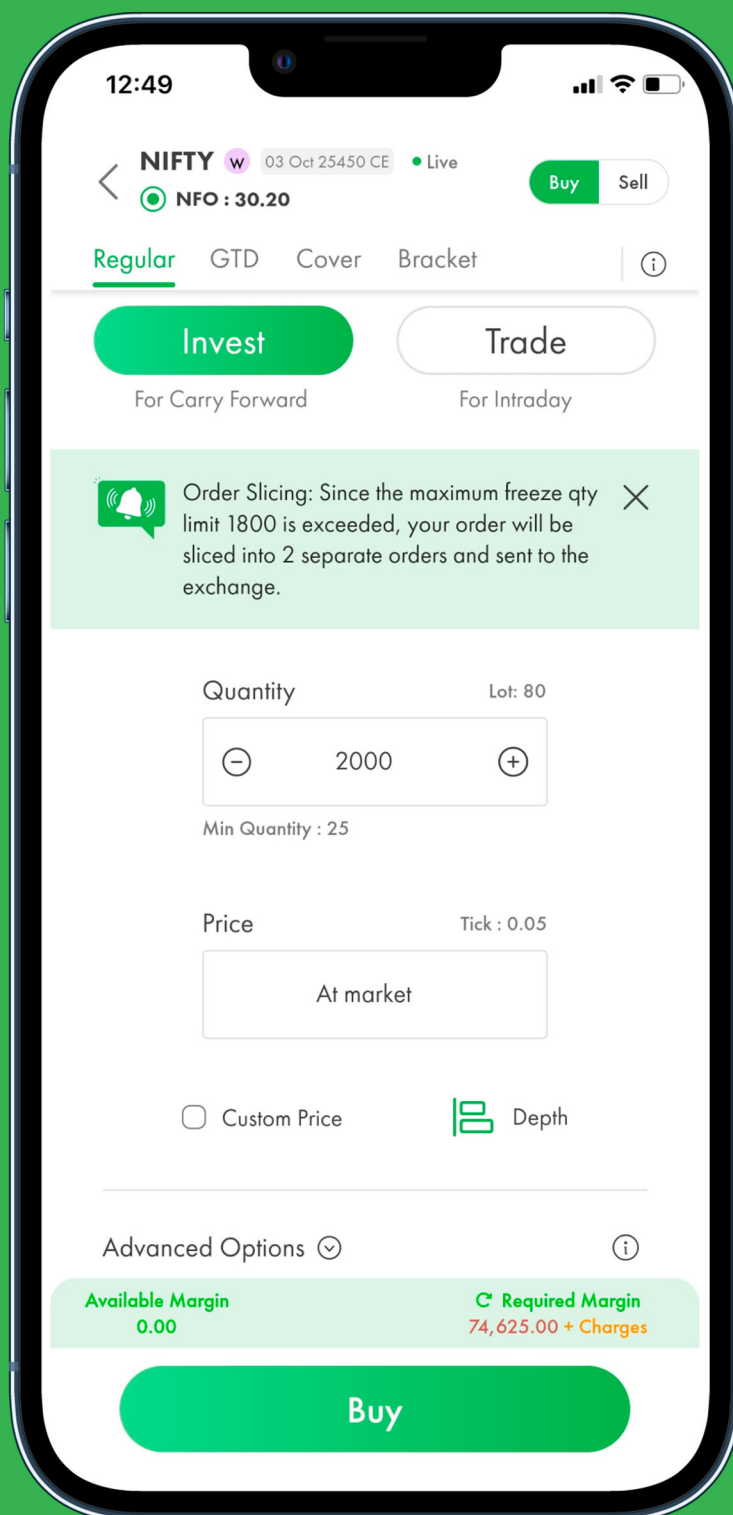 12:49
NIFTY W 03 Oct 25450 CE • Live
NFO : 30.20
Buy Sell
Regular GTD Cover Bracket
Invest Trade
For Carry Forward For Intraday
Order Slicing: Since the maximum freeze qty
limit 1800 is exceeded, your order will be
sliced into 2 separate orders and sent to the
exchange.
Quantity Lot: 80
2000
Min Quantity : 25
Price Tick : 0.05
At market
Custom Price Depth
Advanced Options
Available Margin Required Margin
0.00 74,625.00 + Charges
Buy